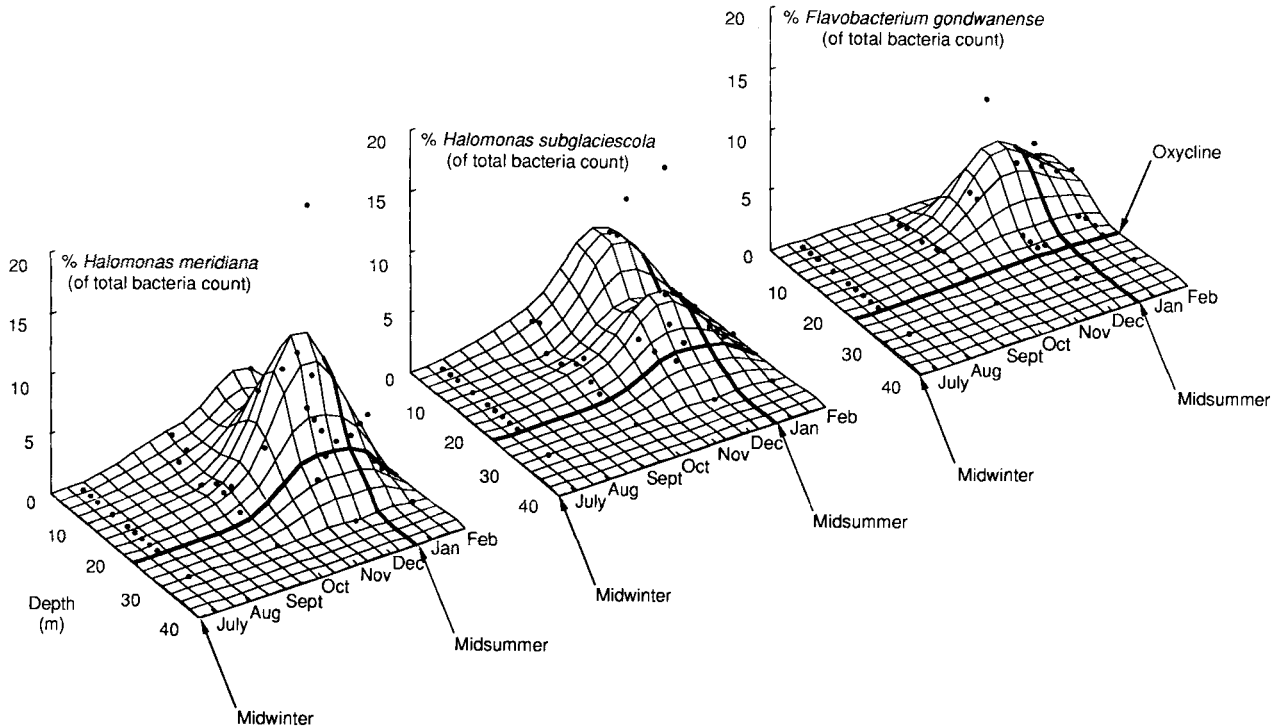 20
% Flavobacterium gondwanense
(of total bacteria count)
15
10
5
0
10
20
30
40
July
Aug
Sept
Oct
Nov
Dec
Jan
Feb
Oxycline
Midsummer
Midwinter
20
% Halomonas subglaciescola
(of total bacteria count)
15
10
5
0
10
20
30
40
July
Aug
Sept
Oct
Nov
Dec
Jan
Feb
Midsummer
Midwinter
20
% Halomonas meridiana
(of total bacteria count)
15
10
5
0
10
20
30
40
Depth
(m)
July
Aug
Sept
Oct
Nov
Dec
Jan
Feb
Midsummer
Midwinter